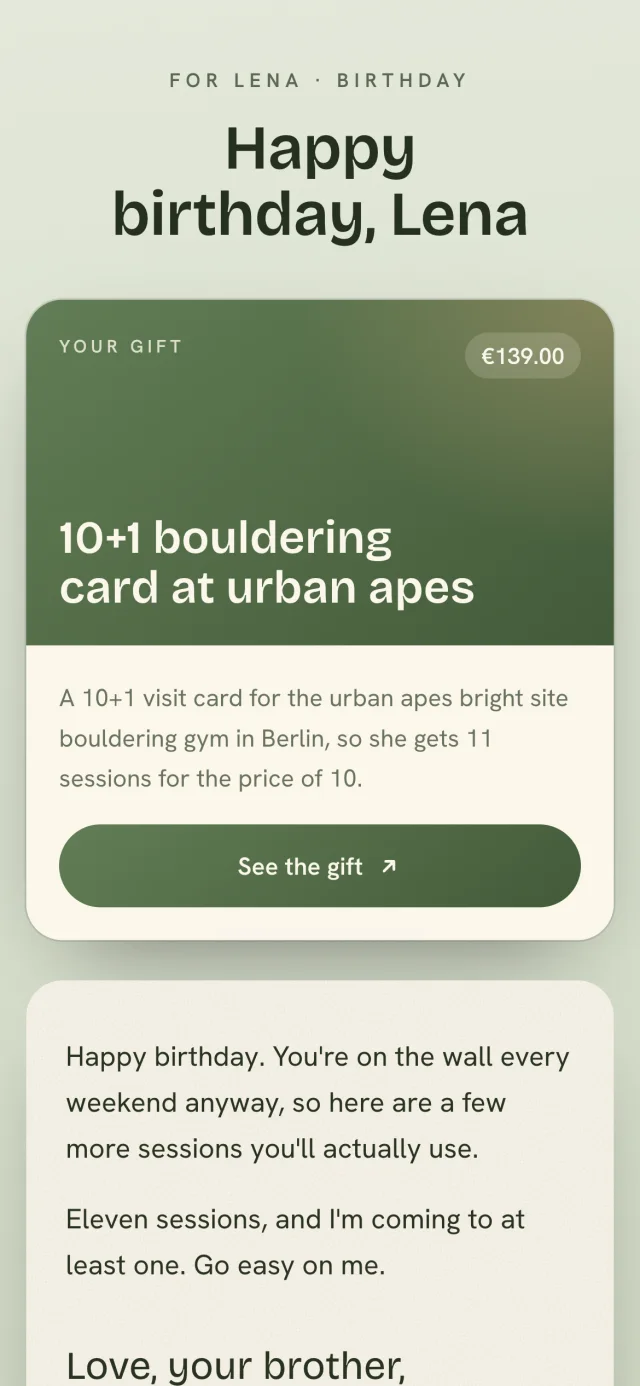 FOR LENA · BIRTHDAY
Happy
birthday, Lena
YOUR GIFT
€139.00
10+1 bouldering
card at urban apes
A 10+1 visit card for the urban apes bright site
bouldering gym in Berlin, so she gets 11
sessions for the price of 10.
See the gift ↗
Happy birthday. You're on the wall every
weekend anyway, so here are a few
more sessions you'll actually use.
Eleven sessions, and I'm coming to at
least one. Go easy on me.
Love, your brother,